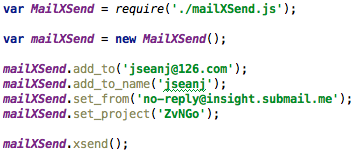 var MailXSend = require('./mailXSend.js');
var mailXSend = new MailXSend();
mailXSend.add_to('jseanj@126.com');
mailXSend.add_to_name('jseanj');
mailXSend.set_from('no-reply@insight.submail.me');
mailXSend.set_project('ZvNGo');
mailXSend.xsend();